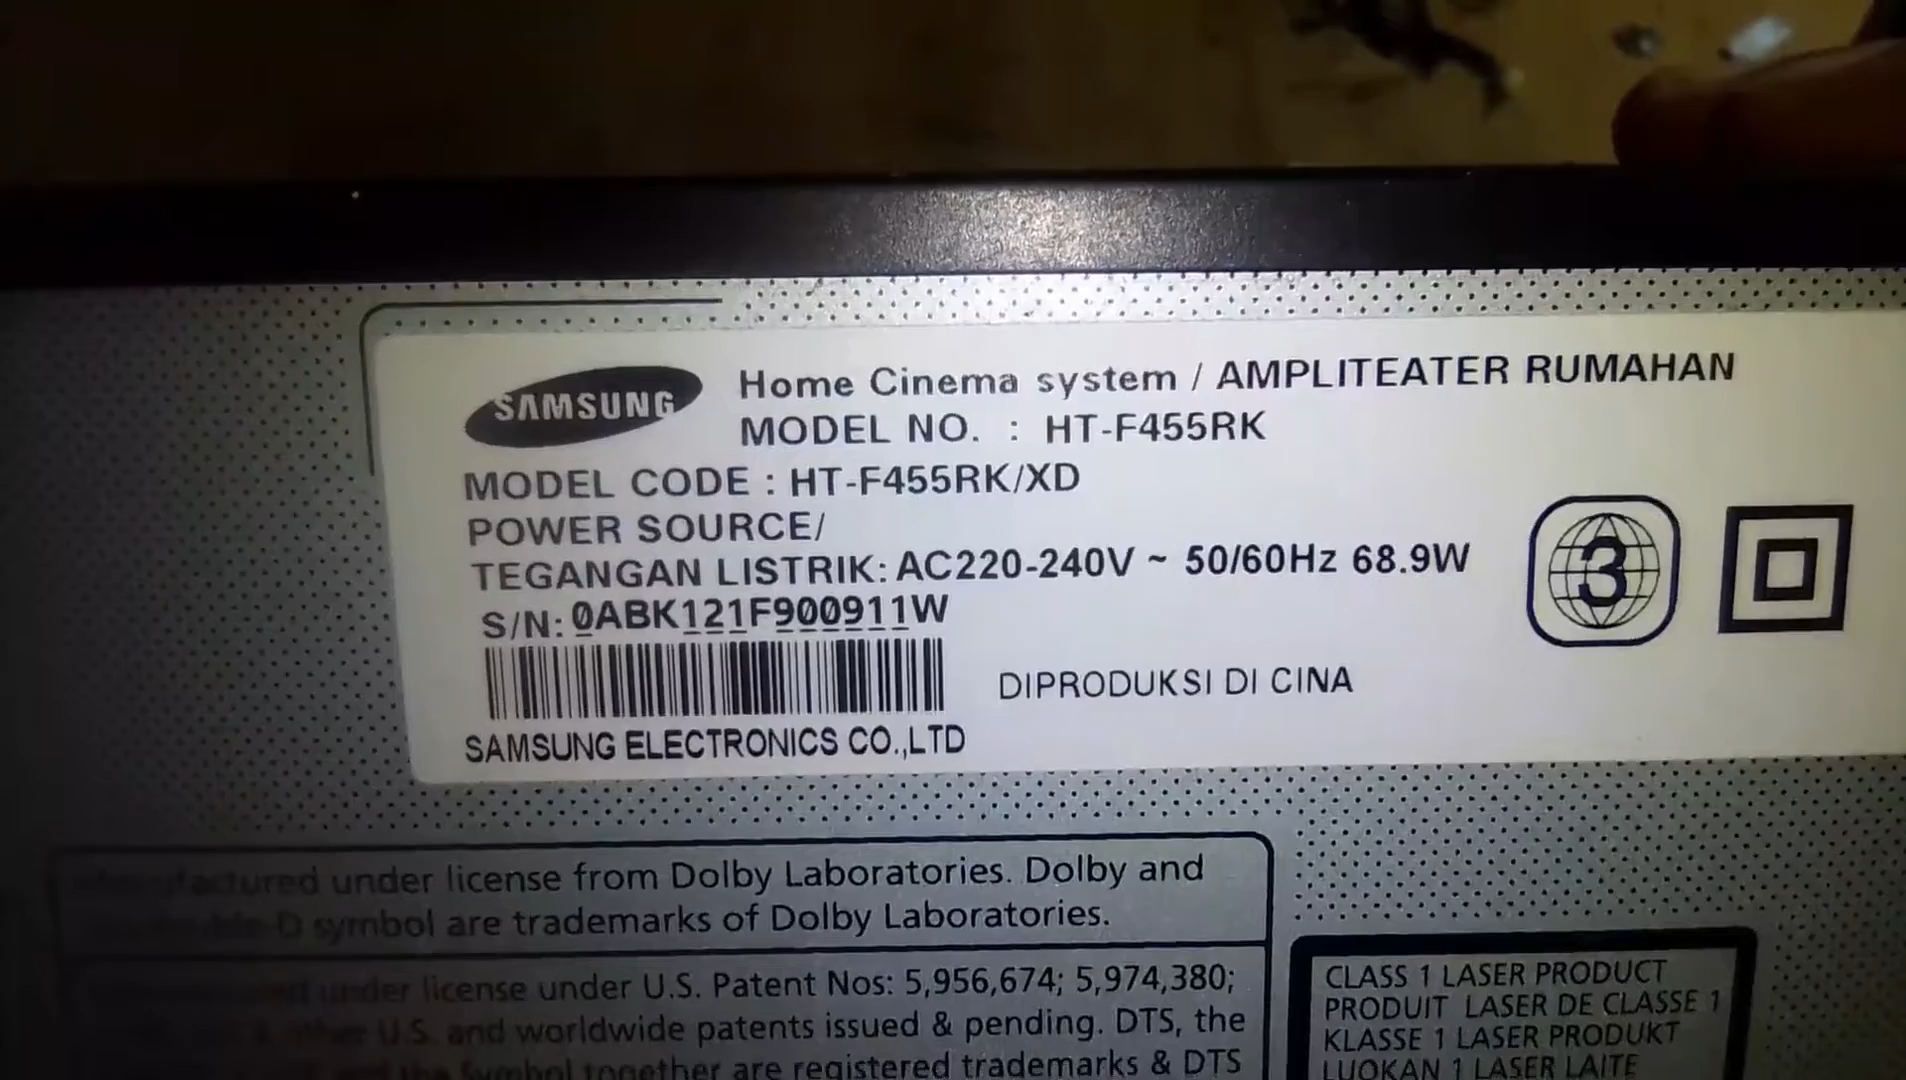 SAMSUNG
Home Cinema system / AMPLITEATER RUMAHAN
MODEL NO. : HT-F455RK
MODEL CODE : HT-F455RK/XD
POWER SOURCE/
TEGANGAN LISTRIK: AC220-240V ~ 50/60Hz 68.9W
S/N: 0ABK121F900911W
3
DIPRODUKSI DI CINA
SAMSUNG ELECTRONICS CO.,LTD
Manufactured under license from Dolby Laboratories. Dolby and
symbol are trademarks of Dolby Laboratories.
under license under U.S. Patent Nos: 5,956,674; 5,974,380;
other U.S. and worldwide patents issued & pending. DTS, the
and the Symbol together are registered trademarks & DTS
CLASS 1 LASER PRODUCT
PRODUIT LASER DE CLASSE 1
KLASSE 1 LASER PRODUKT
LUOKAN 1 LASER LAITE